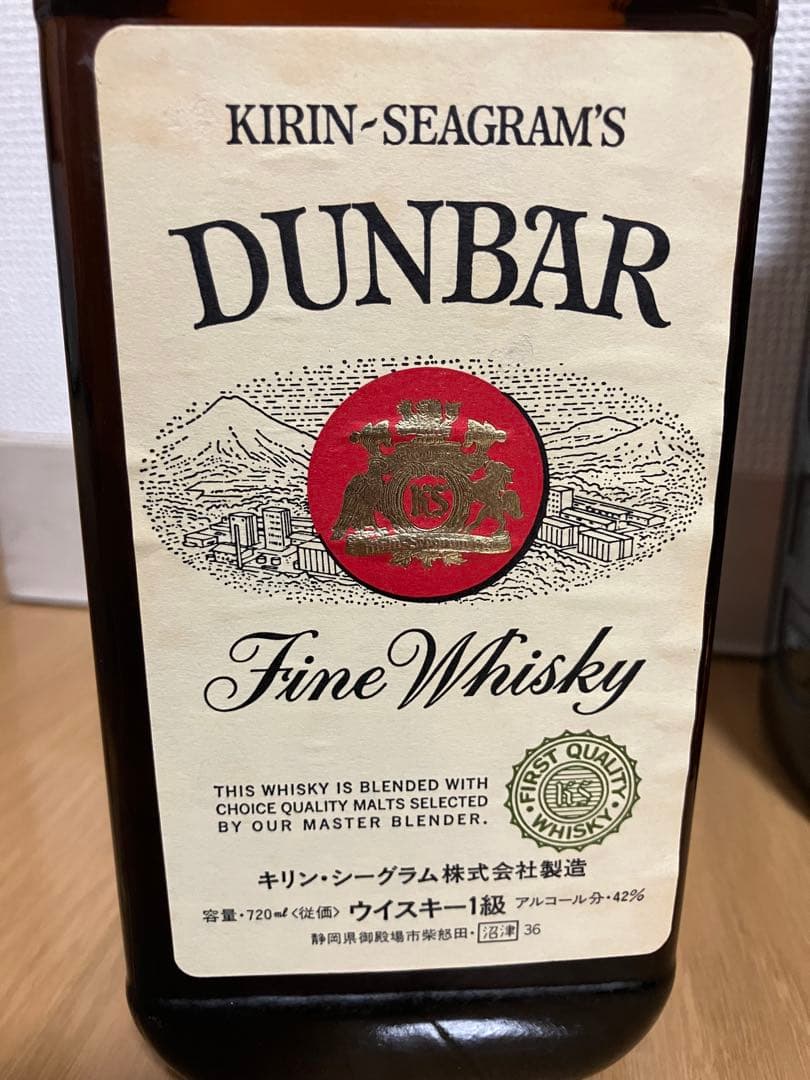 KIRIN-SEAGRAM'S
DUNBAR
KS
Fine Whisky
THIS WHISKY IS BLENDED WITH
CHOICE QUALITY MALTS SELECTED
BY OUR MASTER BLENDER.
FIRST QUALITY
KS
WHISKY
キリン・シーグラム株式会社製造
容量・720ml〈従価〉 ウイスキー1級 アルコール分・42%
静岡県御殿場市柴怒田・沼津 36